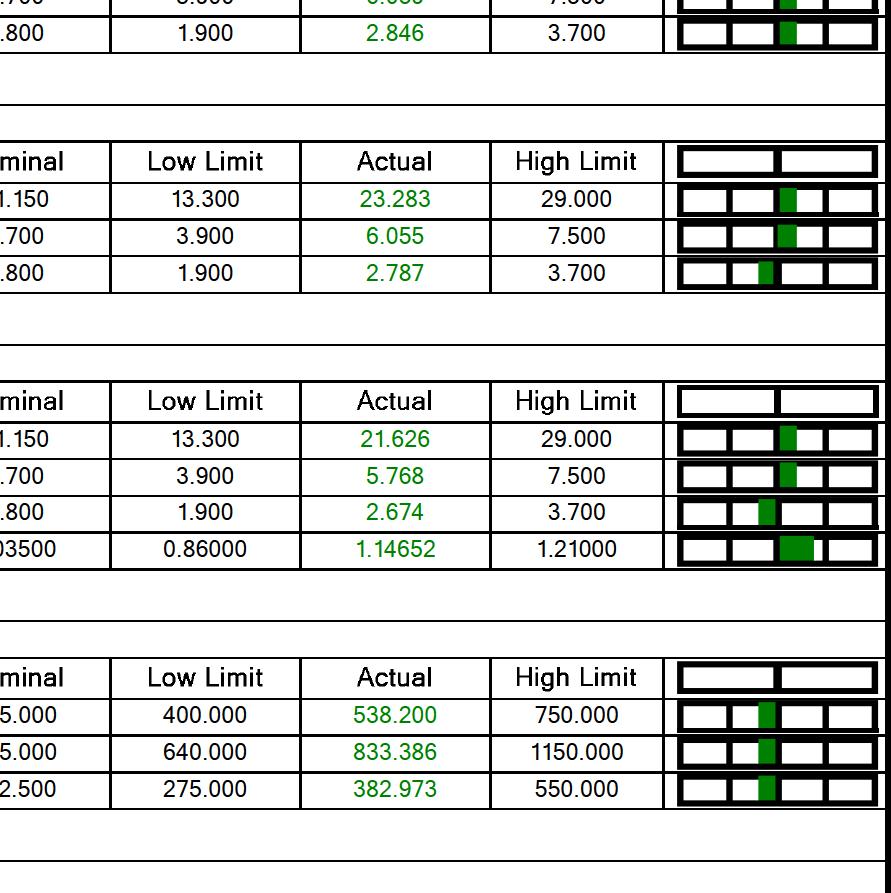 .800 1.900 2.846 3.700
minal Low Limit Actual High Limit
1.150 13.300 23.283 29.000
.700 3.900 6.055 7.500
.800 1.900 2.787 3.700
minal Low Limit Actual High Limit
1.150 13.300 21.626 29.000
.700 3.900 5.768 7.500
.800 1.900 2.674 3.700
03500 0.86000 1.14652 1.21000
minal Low Limit Actual High Limit
5.000 400.000 538.200 750.000
5.000 640.000 833.386 1150.000
2.500 275.000 382.973 550.000